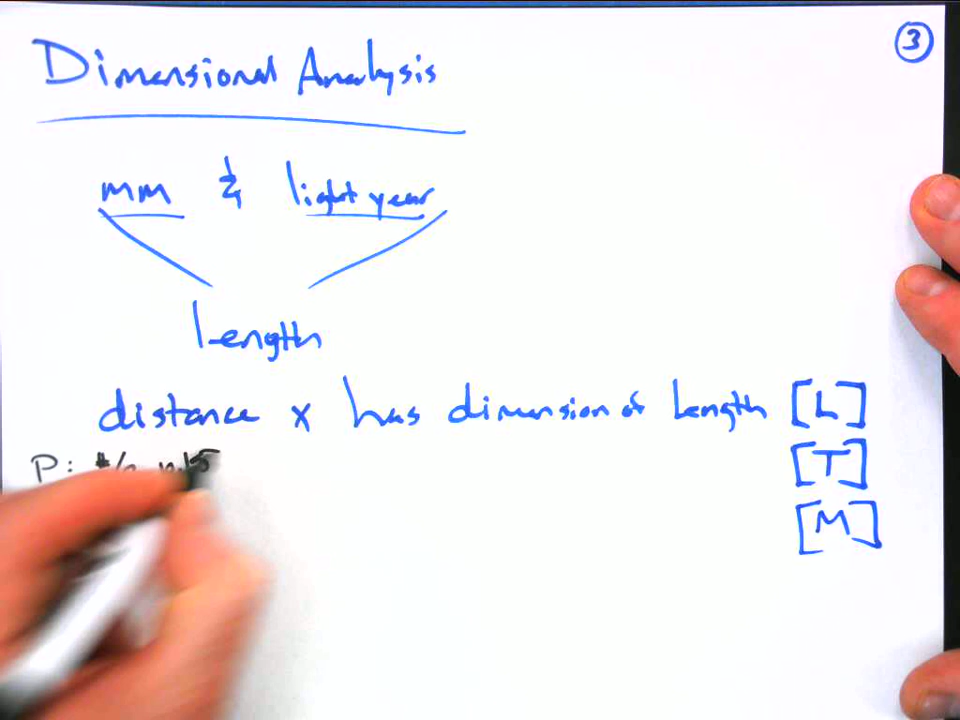 ③
Dimensional Analysis
mm & light year
Length
distance x has dimension of Length [L]
[T]
[M]
P: